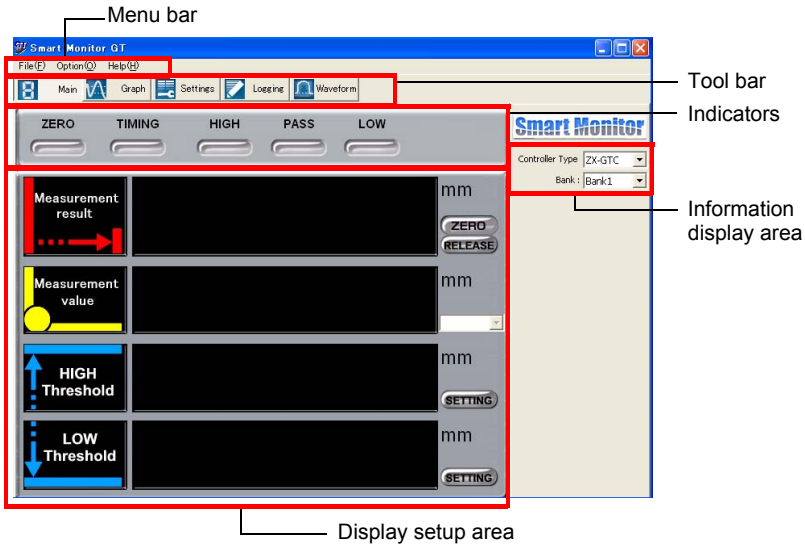 Menu bar
Smart Monitor GT
File(F) Option(O) Help(H)
Main Graph Settings Logging Waveform
Tool bar
ZERO TIMING HIGH PASS LOW
Indicators
Smart Monitor
Controller Type ZX-GTC
Bank : Bank1
Information
display area
Measurement
result
mm
ZERO
RELEASE
Measurement
value
mm
HIGH
Threshold
mm
SETTING
LOW
Threshold
mm
SETTING
Display setup area